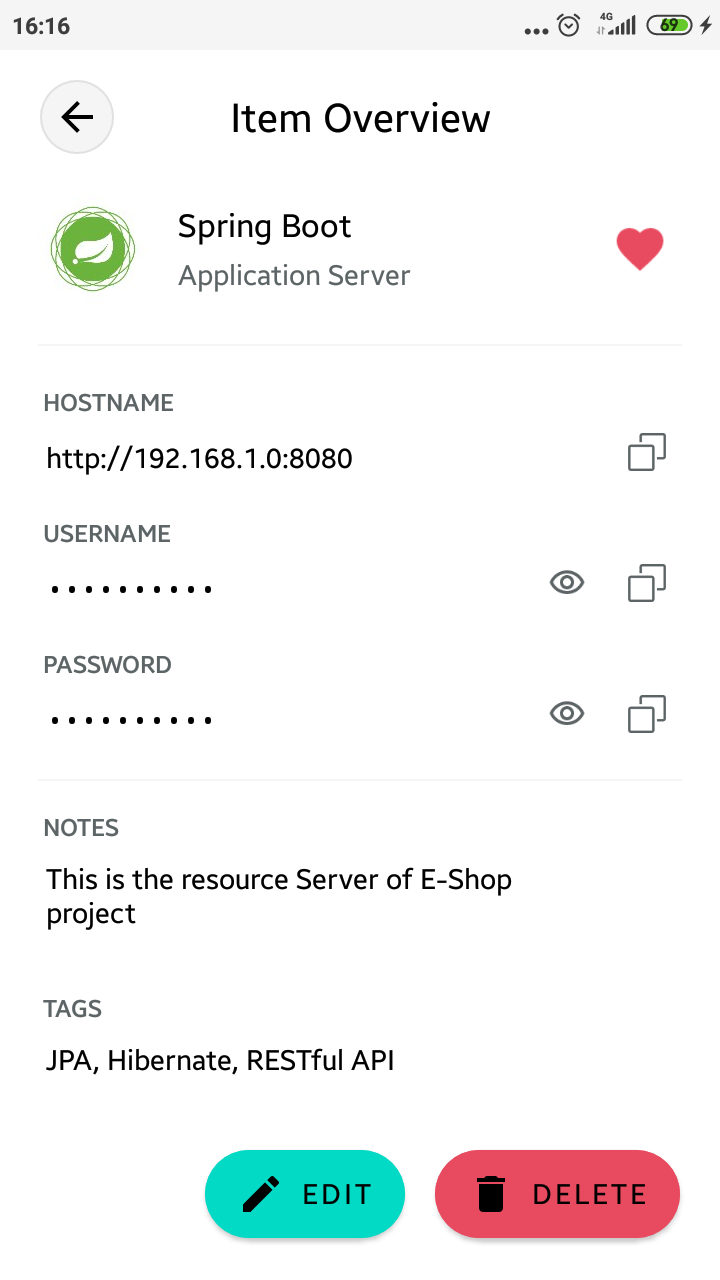 16:16
4G
69
Item Overview
Spring Boot
Application Server
HOSTNAME
http://192.168.1.0:8080
USERNAME
••••••••••
PASSWORD
••••••••••
NOTES
This is the resource Server of E-Shop
project
TAGS
JPA, Hibernate, RESTful API
EDIT
DELETE